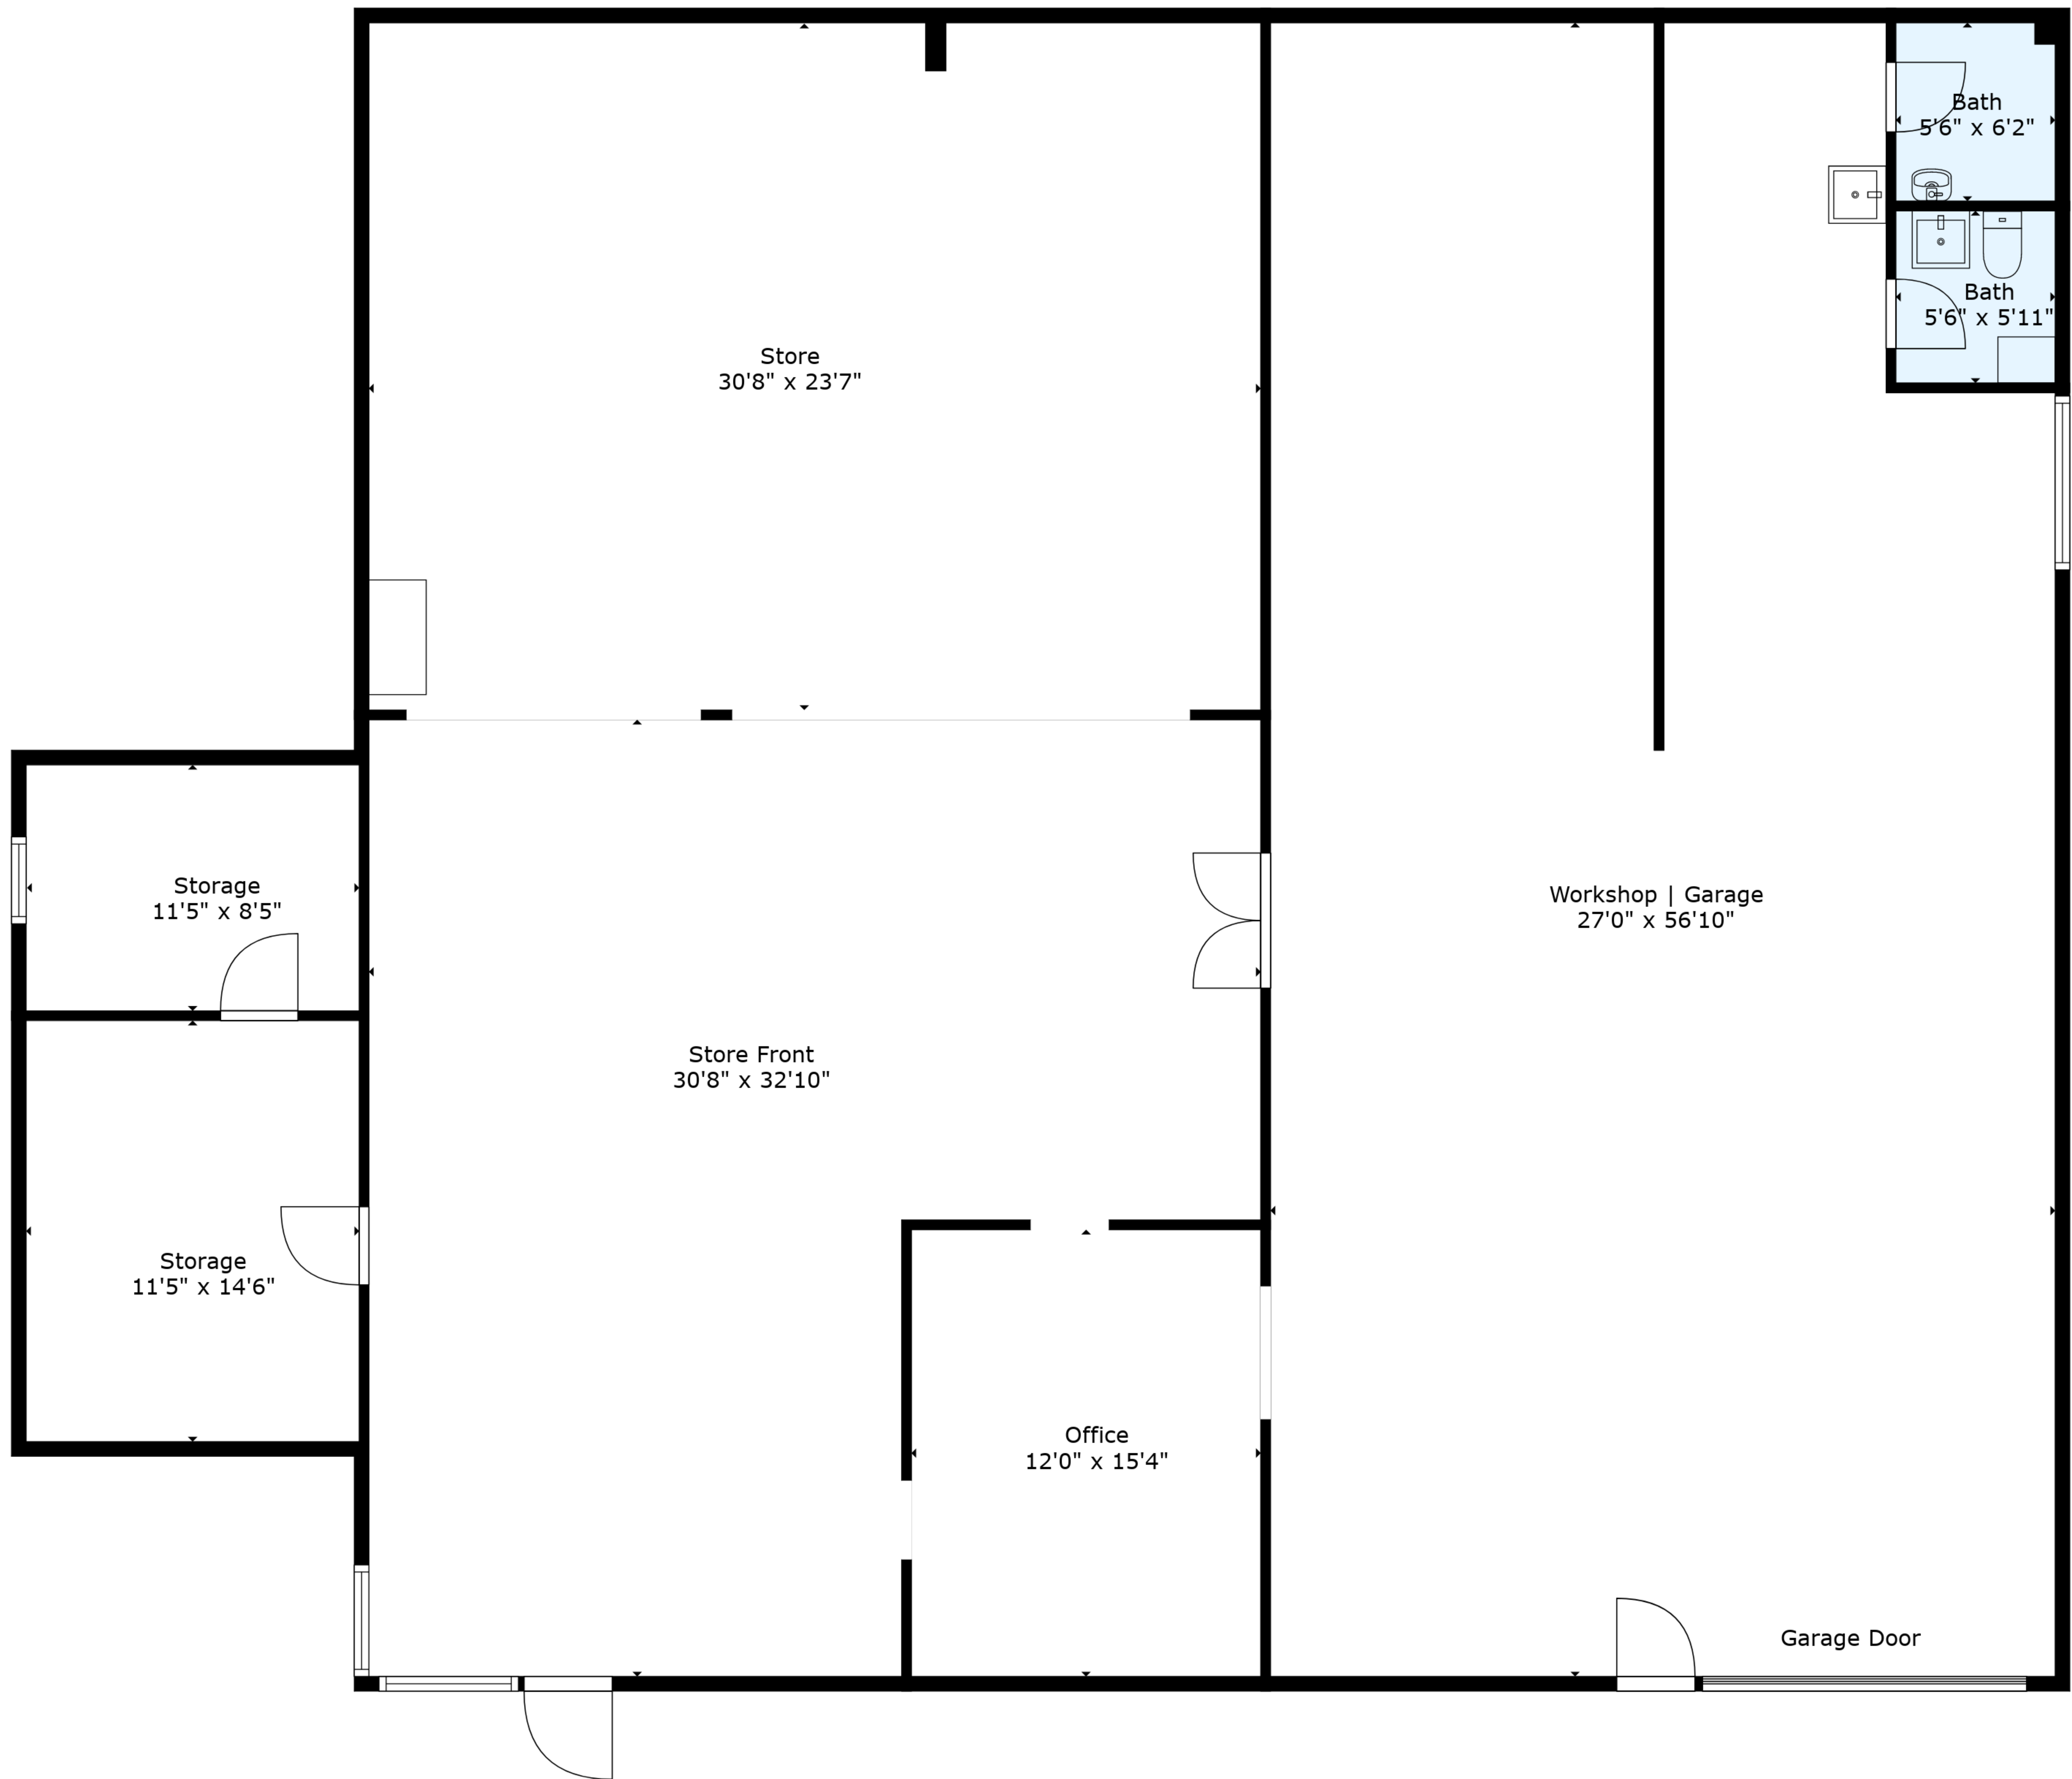 Bath
5'6" x 6'2"
Bath
5'6" x 5'11"
Store
30'8" x 23'7"
Storage
11'5" x 8'5"
Workshop | Garage
27'0" x 56'10"
Store Front
30'8" x 32'10"
Storage
11'5" x 14'6"
Office
12'0" x 15'4"
Garage Door